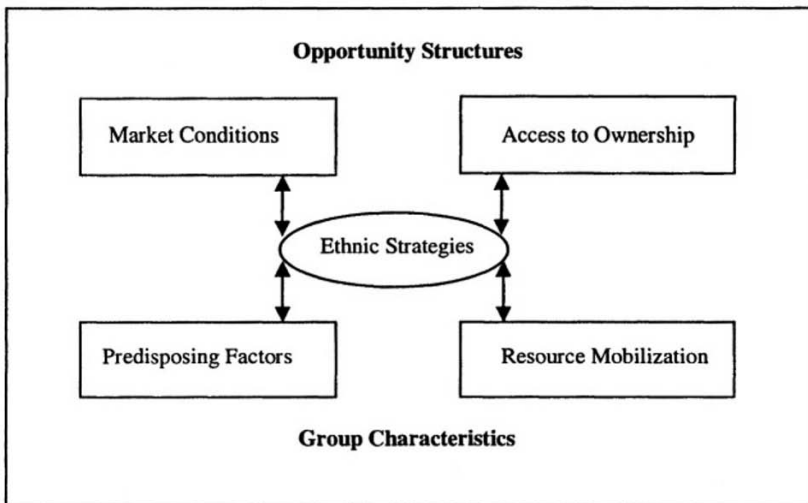 Opportunity Structures
Market Conditions
Access to Ownership
Ethnic Strategies
Predisposing Factors
Resource Mobilization
Group Characteristics